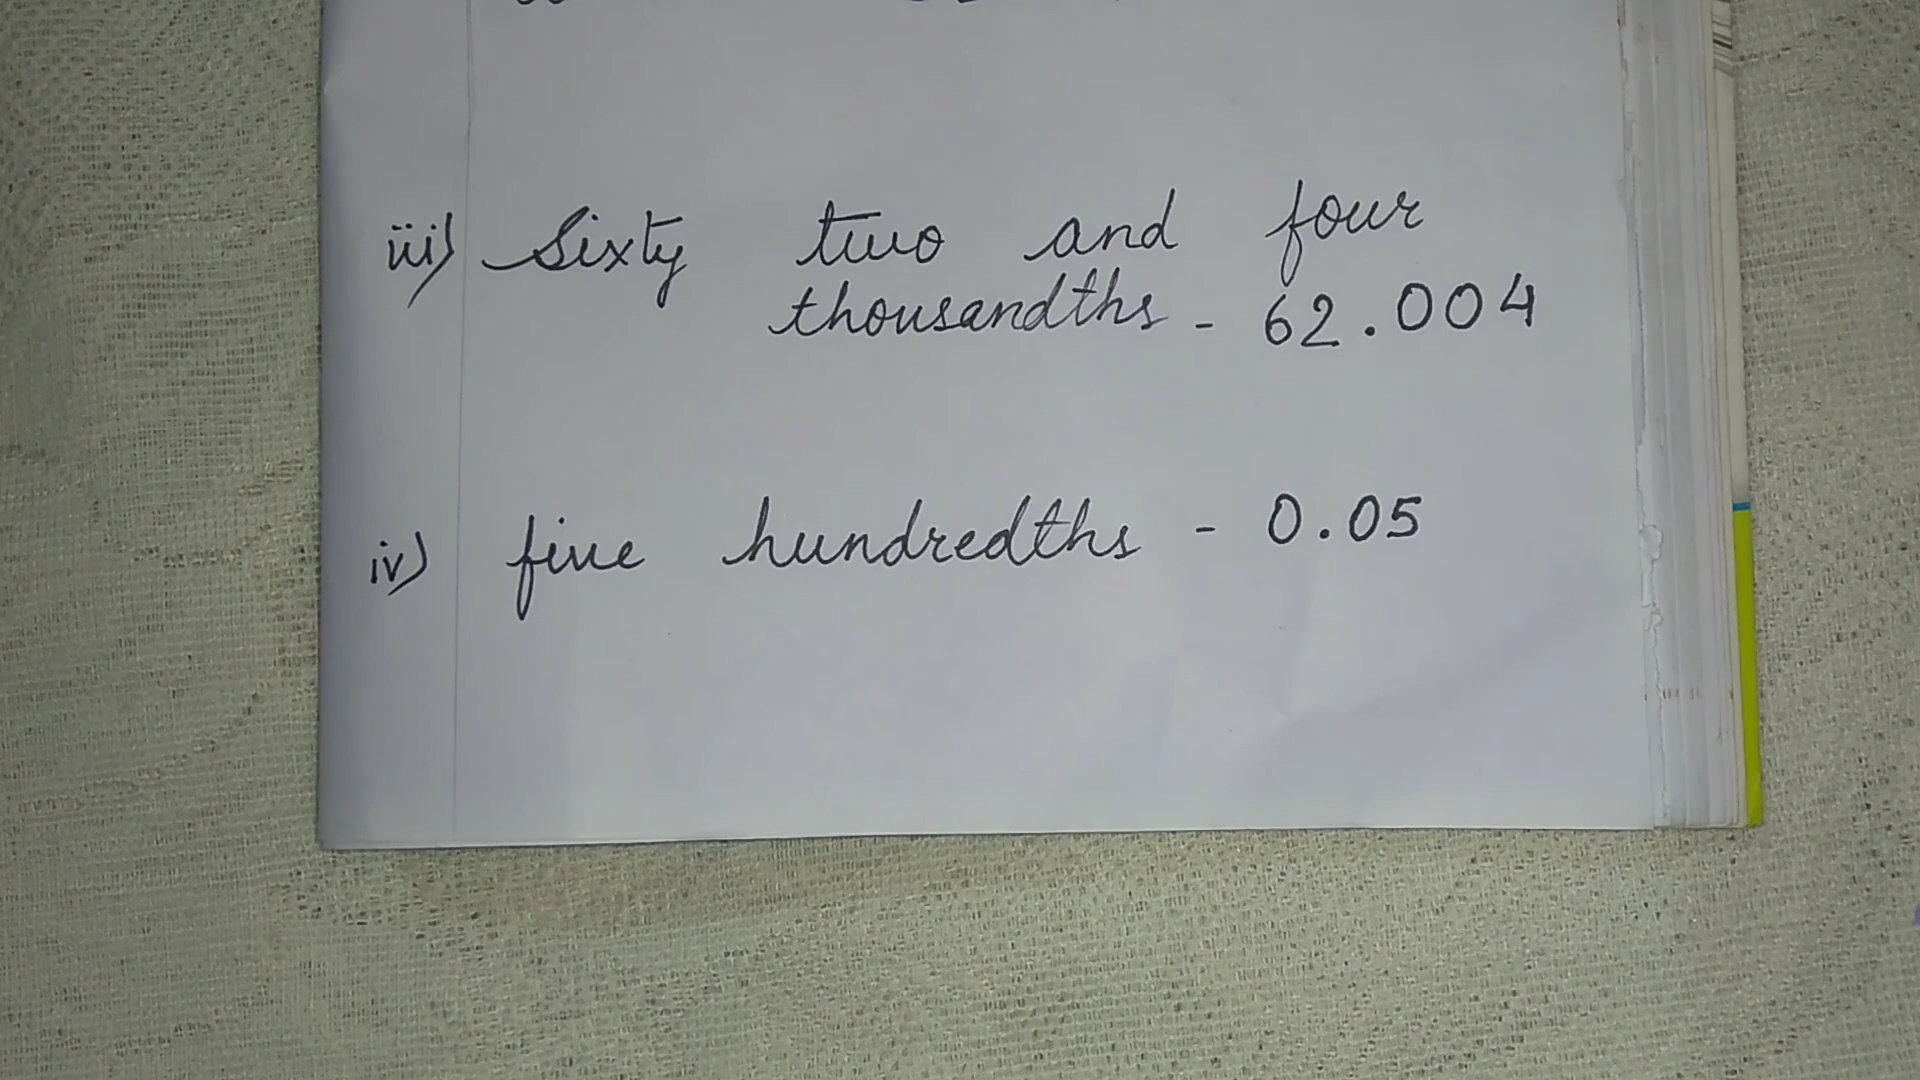 iii) Sixty two and four
thousandths - 62.004
iv) five hundredths - 0.05